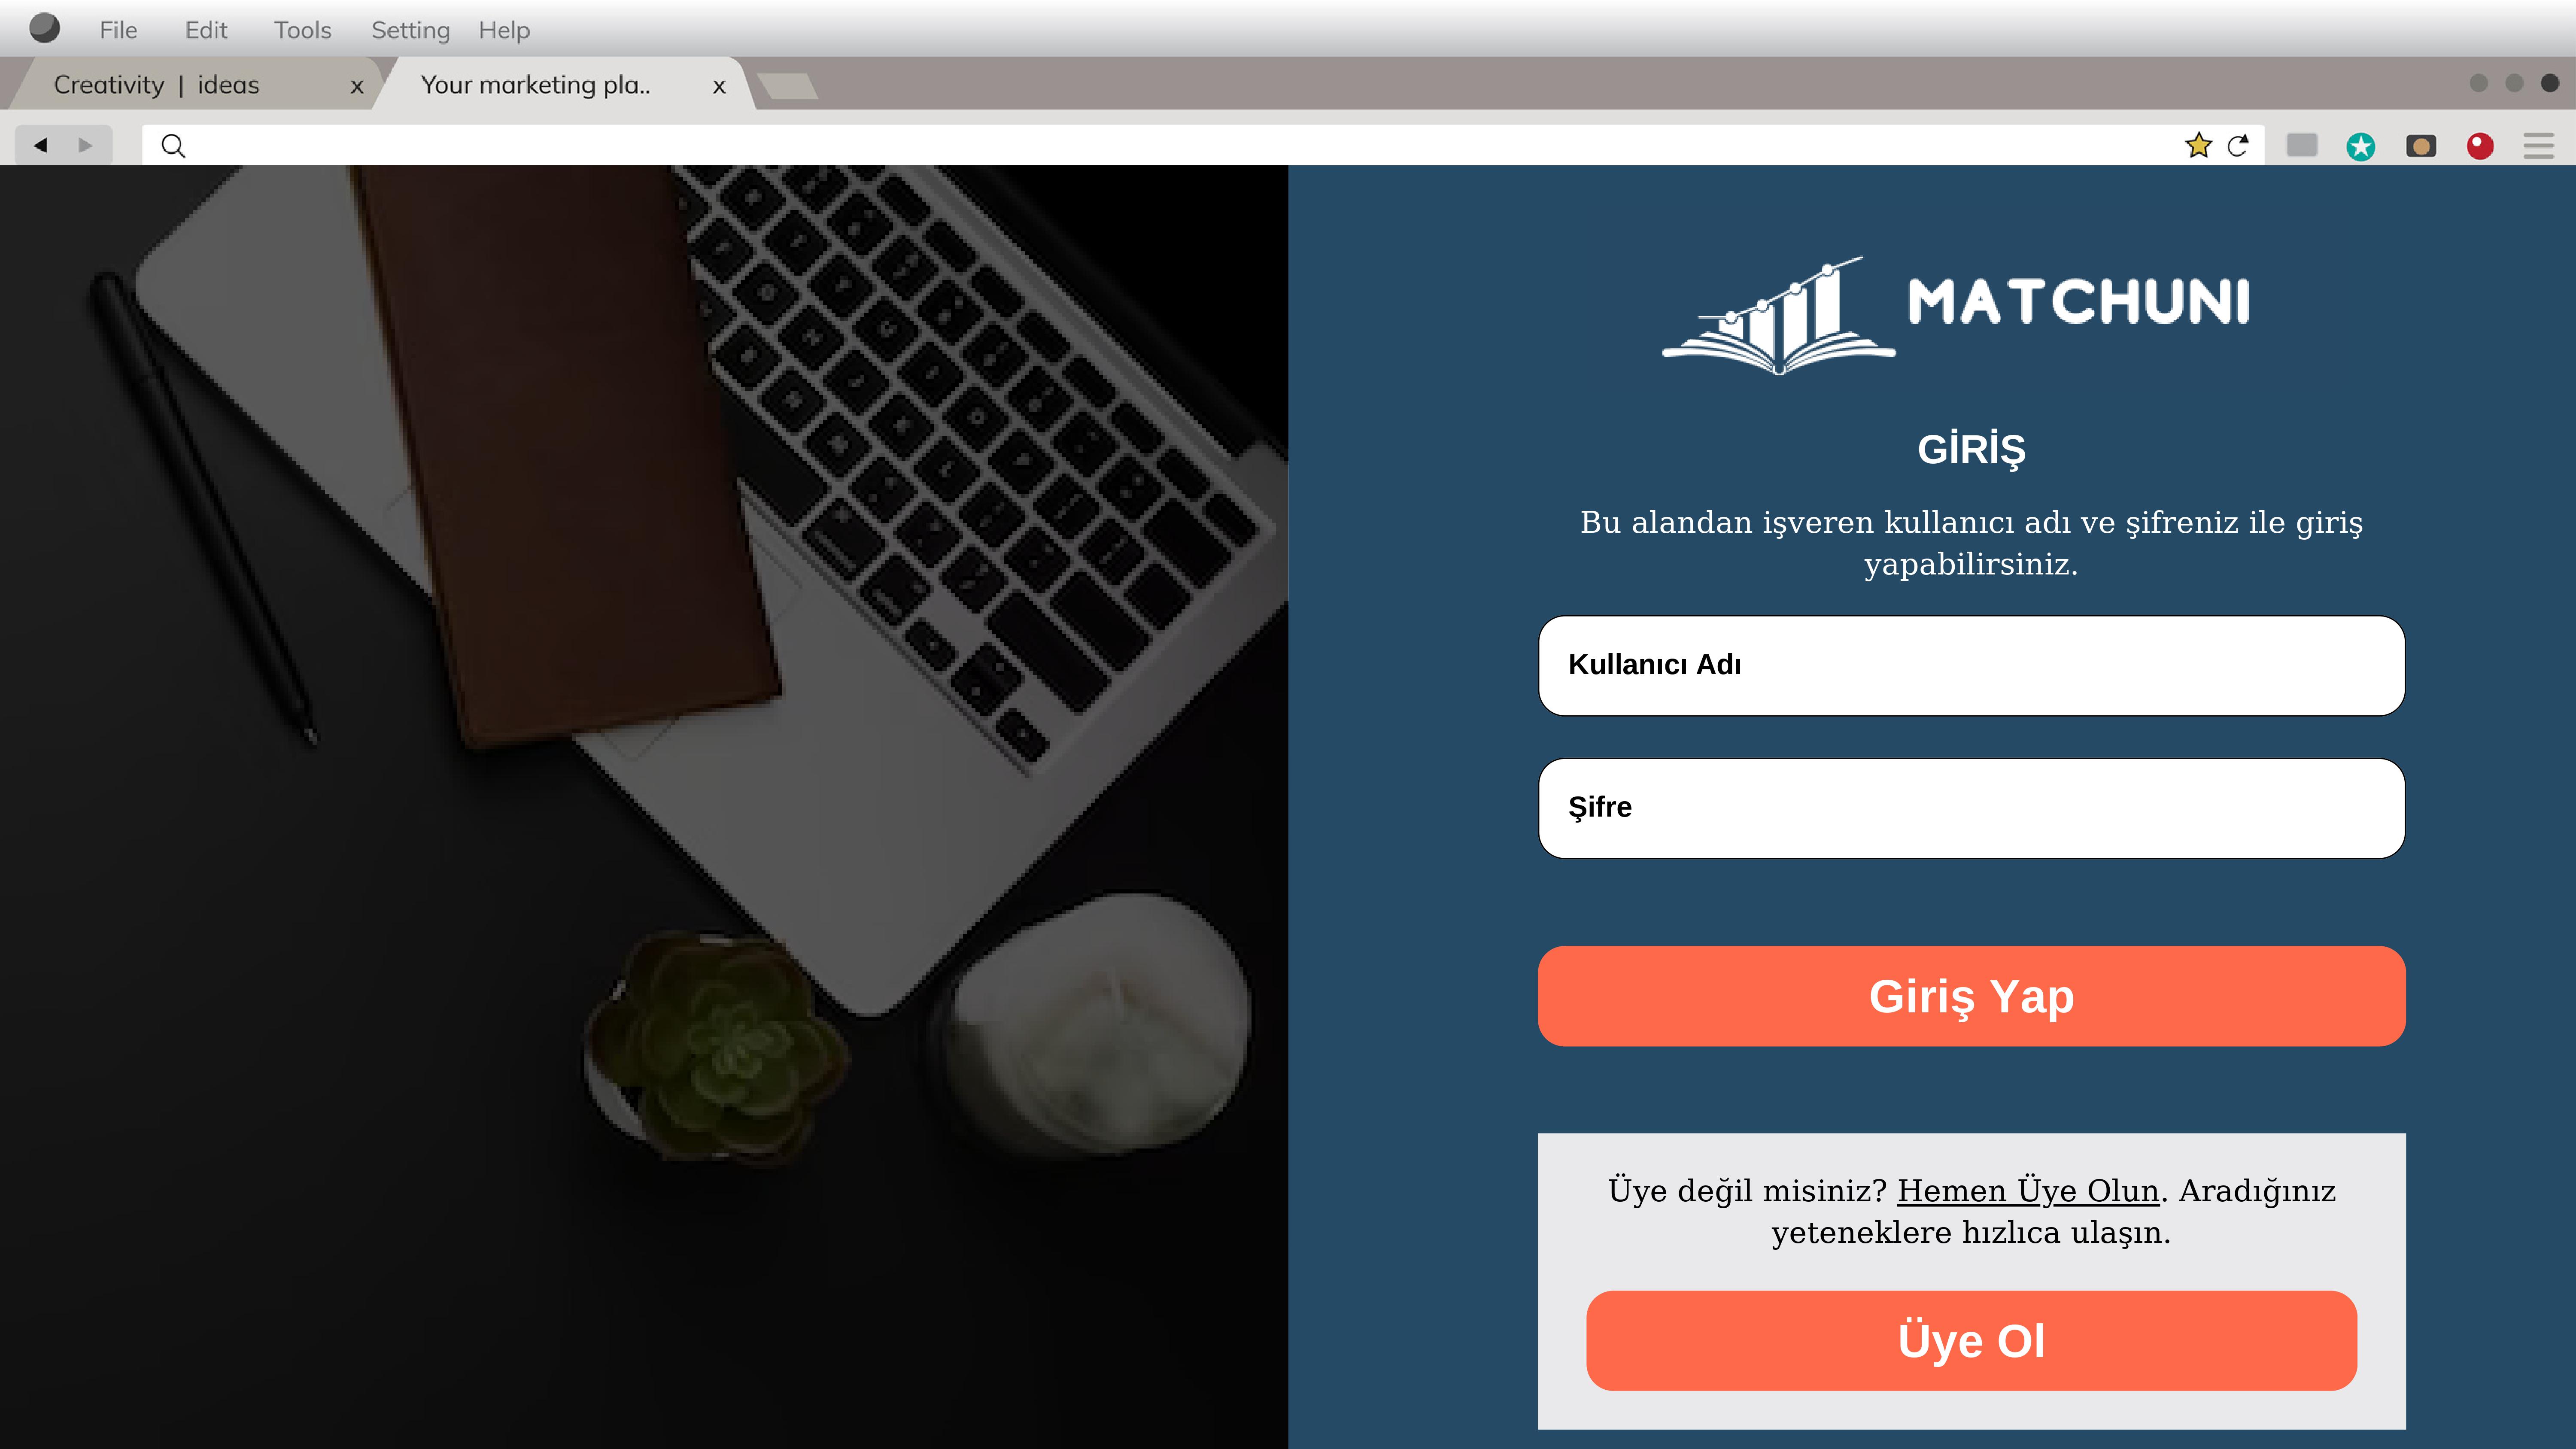 File Edit Tools Setting Help
Creativity | ideas x Your marketing pla.. x
MATCHUNI
GİRİŞ
Bu alandan işveren kullanıcı adı ve şifreniz ile giriş
yapabilirsiniz.
Kullanıcı Adı
Şifre
Giriş Yap
Üye değil misiniz? Hemen Üye Olun. Aradığınız
yeteneklere hızlıca ulaşın.
Üye Ol